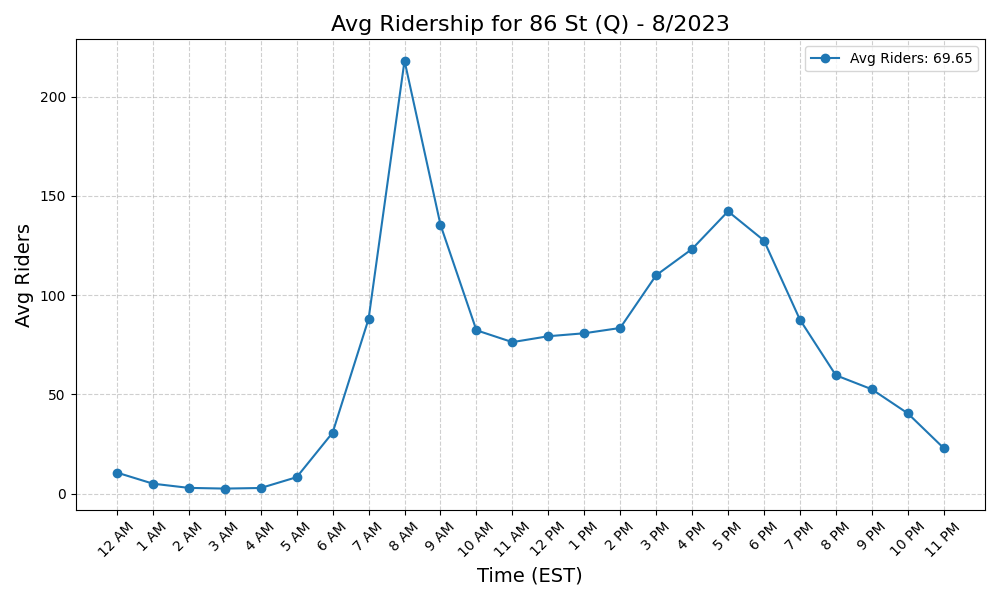 Avg Ridership for 86 St (Q) - 8/2023
Avg Riders: 69.65
Avg Riders
200
150
100
50
0
12 AM
1 AM
2 AM
3 AM
4 AM
5 AM
6 AM
7 AM
8 AM
9 AM
10 AM
11 AM
12 PM
1 PM
2 PM
3 PM
4 PM
5 PM
6 PM
7 PM
8 PM
9 PM
10 PM
11 PM
Time (EST)